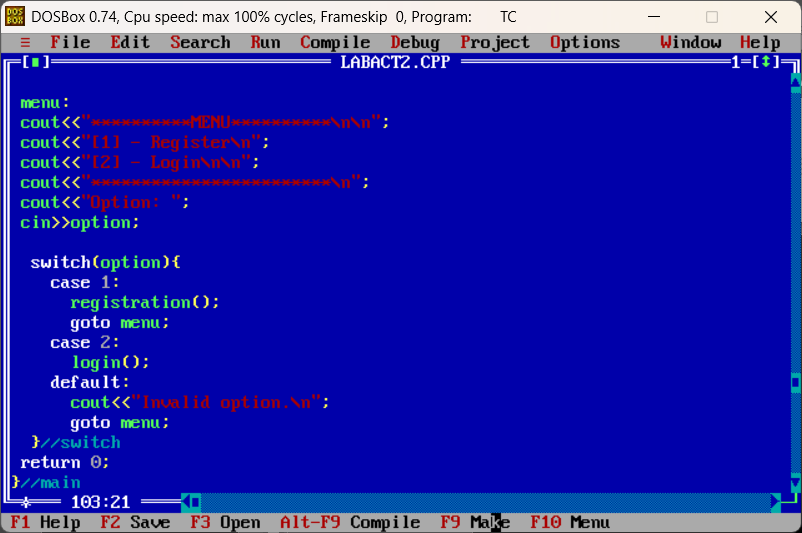 DOSBox 0.74, Cpu speed: max 100% cycles, Frameskip 0, Program: TC
≡ File Edit Search Run Compile Debug Project Options Window Help
[■] LABACT2.CPP 1=[↕]
menu:
cout<<"**********MENU**********\n\n";
cout<<"[1] - Register\n";
cout<<"[2] - Login\n\n";
cout<<"************************\n";
cout<<"Option: ";
cin>>option;
switch(option){
case 1:
registration();
goto menu;
case 2:
login();
default:
cout<<"Invalid option.\n";
goto menu;
}//switch
return 0;
}//main
103:21
F1 Help F2 Save F3 Open Alt-F9 Compile F9 Make F10 Menu